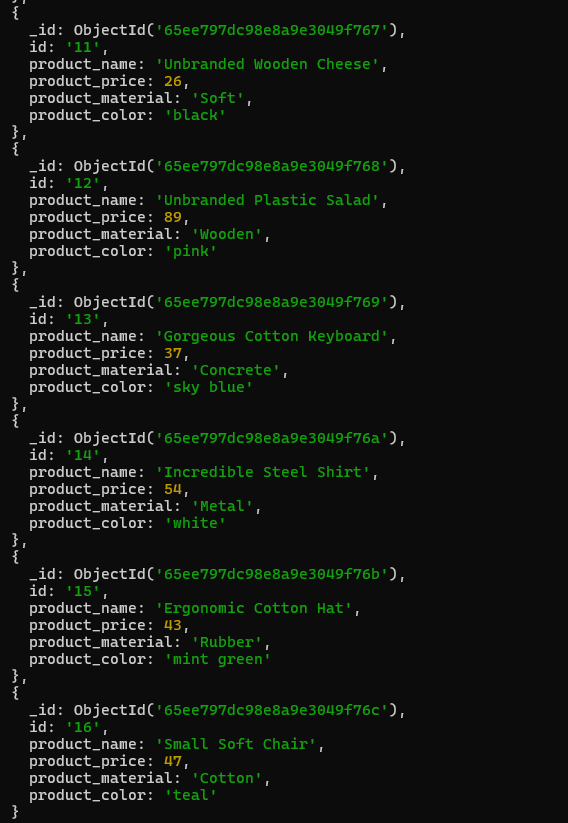 },
{
_id: ObjectId('65ee797dc98e8a9e3049f767'),
id: '11',
product_name: 'Unbranded Wooden Cheese',
product_price: 26,
product_material: 'Soft',
product_color: 'black'
},
{
_id: ObjectId('65ee797dc98e8a9e3049f768'),
id: '12',
product_name: 'Unbranded Plastic Salad',
product_price: 89,
product_material: 'Wooden',
product_color: 'pink'
},
{
_id: ObjectId('65ee797dc98e8a9e3049f769'),
id: '13',
product_name: 'Gorgeous Cotton Keyboard',
product_price: 37,
product_material: 'Concrete',
product_color: 'sky blue'
},
{
_id: ObjectId('65ee797dc98e8a9e3049f76a'),
id: '14',
product_name: 'Incredible Steel Shirt',
product_price: 54,
product_material: 'Metal',
product_color: 'white'
},
{
_id: ObjectId('65ee797dc98e8a9e3049f76b'),
id: '15',
product_name: 'Ergonomic Cotton Hat',
product_price: 43,
product_material: 'Rubber',
product_color: 'mint green'
},
{
_id: ObjectId('65ee797dc98e8a9e3049f76c'),
id: '16',
product_name: 'Small Soft Chair',
product_price: 47,
product_material: 'Cotton',
product_color: 'teal'
}